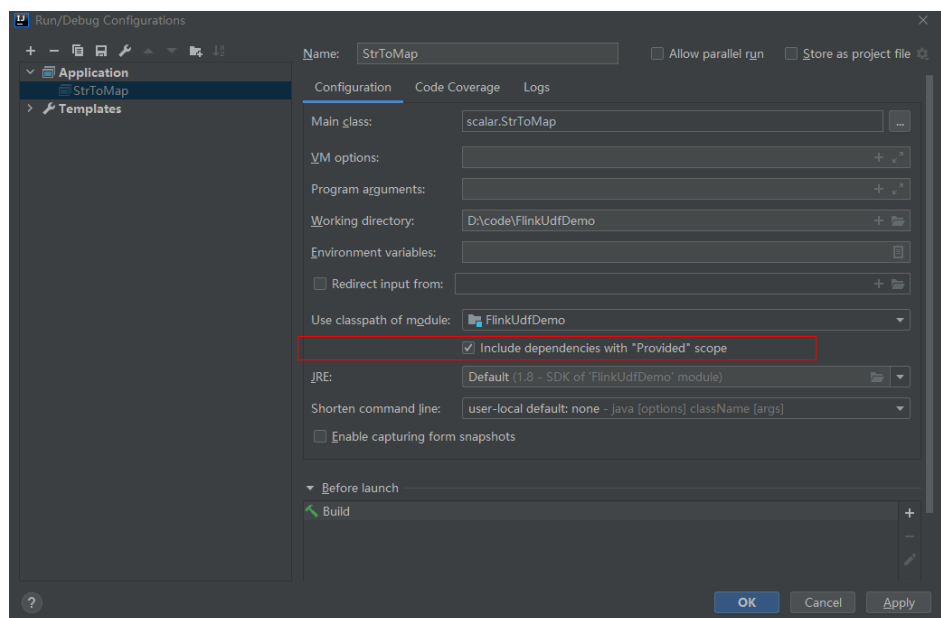 Run/Debug Configurations
Application
StrToMap
Templates
Name: StrToMap Allow parallel run Store as project file
Configuration Code Coverage Logs
Main class: scalar.StrToMap ...
VM options:
Program arguments:
Working directory: D:\code\FlinkUdfDemo
Environment variables:
Redirect input from:
Use classpath of module: FlinkUdfDemo
Include dependencies with "Provided" scope
JRE: Default (1.8 - SDK of 'FlinkUdfDemo' module)
Shorten command line: user-local default: none - java [options] className [args]
Enable capturing form snapshots
Before launch
Build
? OK Cancel Apply